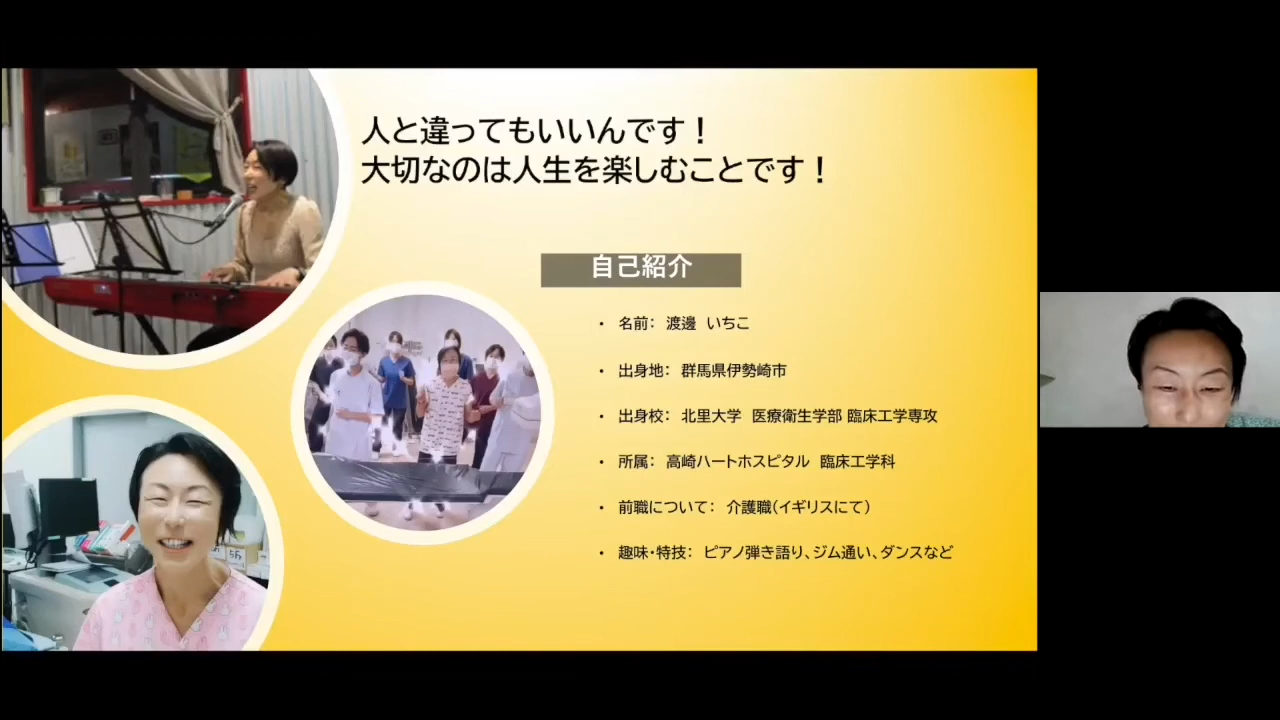 人と違ってもいいんです！
大切なのは人生を楽しむことです！
自己紹介
・ 名前： 渡邊 いちこ
・ 出身地： 群馬県伊勢崎市
・ 出身校： 北里大学 医療衛生学部 臨床工学専攻
・ 所属： 高崎ハートホスピタル 臨床工学科
・ 前職について： 介護職（イギリスにて）
・ 趣味・特技： ピアノ弾き語り、ジム通い、ダンスなど